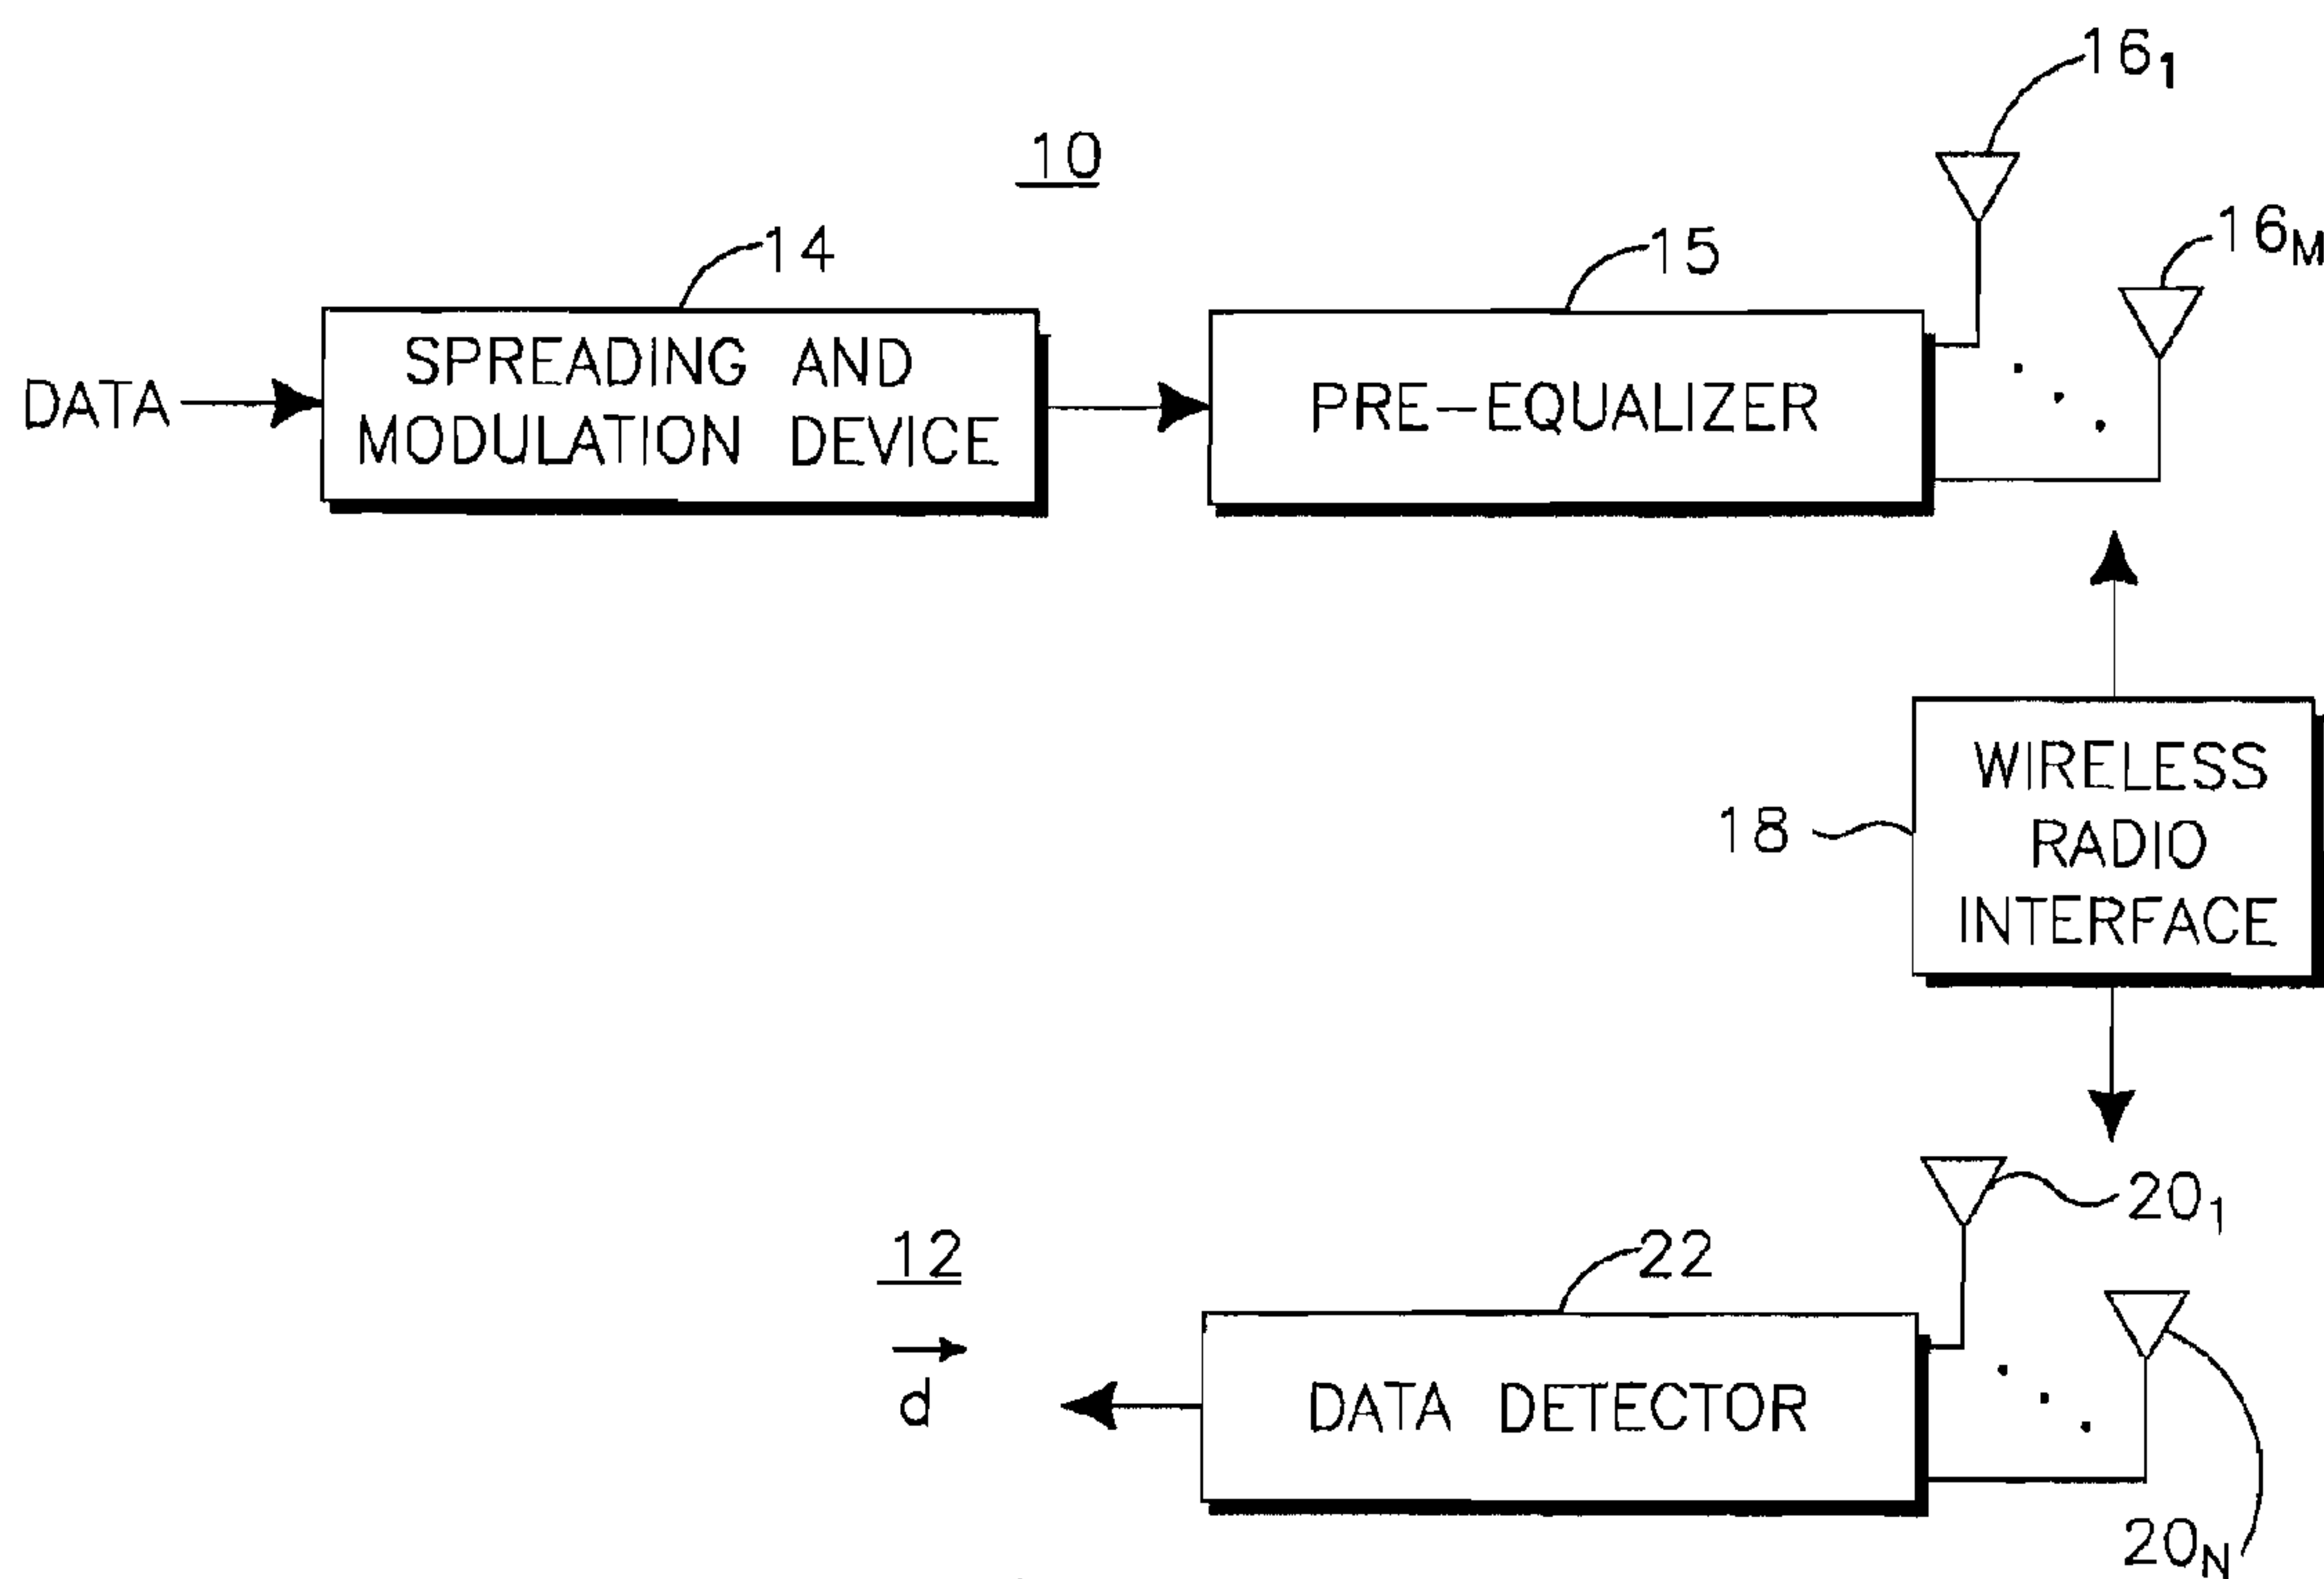 16₁
10
16M
14
15
SPREADING AND
MODULATION DEVICE
DATA
PRE-EQUALIZER
WIRELESS
RADIO
INTERFACE
18
20₁
12
22
d
DATA DETECTOR
20N